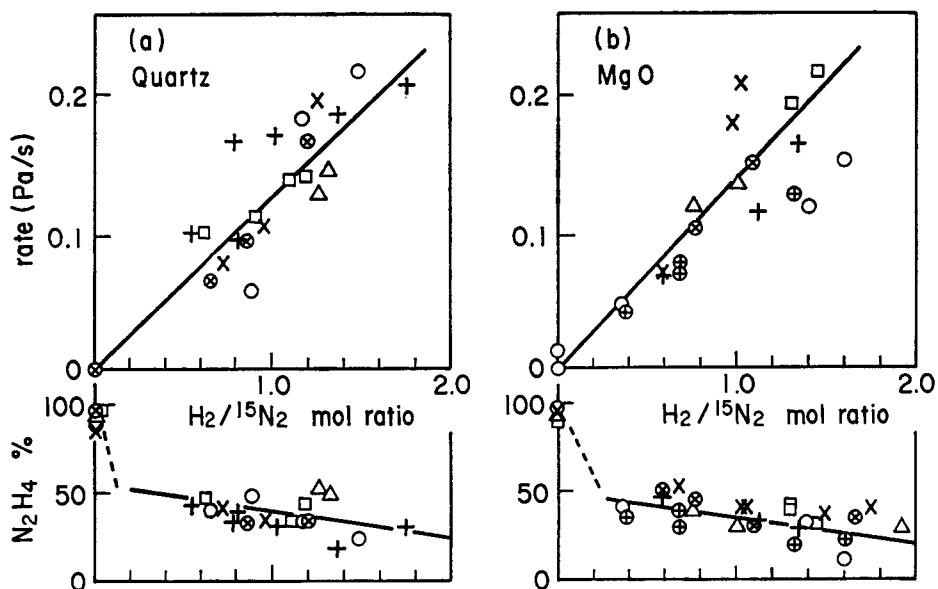 (a)
Quartz
(b)
MgO
rate (Pa/s)
0.2
0.1
0
1.0
2.0
0.2
0.1
0
1.0
2.0
H₂/¹⁵N₂ mol ratio
H₂/¹⁵N₂ mol ratio
N₂H₄ %
100
50
0
100
50
0